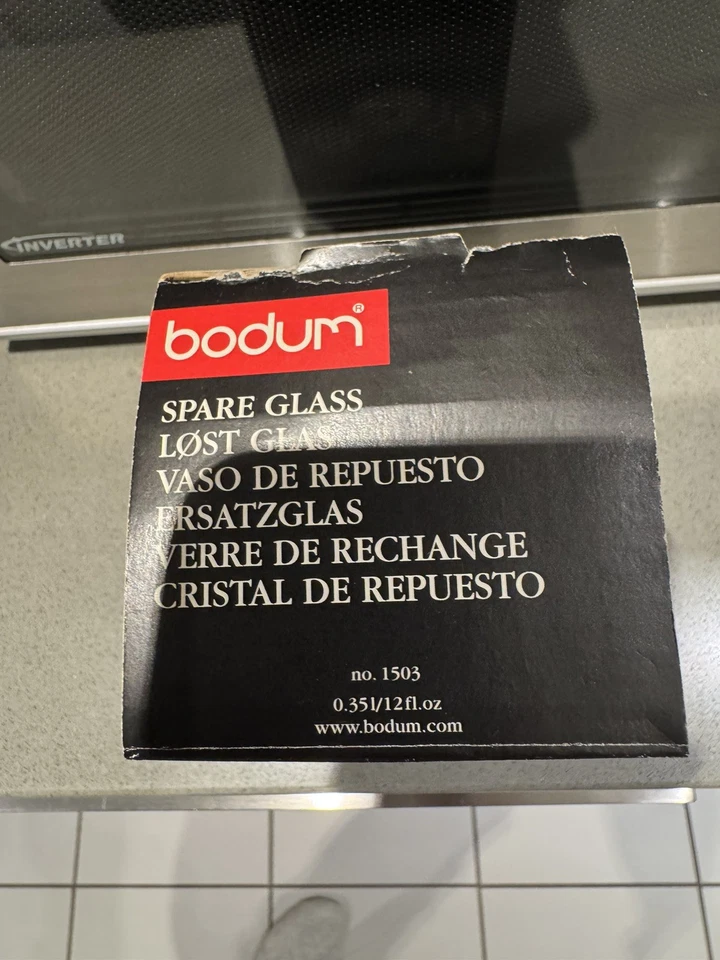 INVERTER
bodum®
SPARE GLASS
LØST GLAS
VASO DE REPUESTO
ERSATZGLAS
VERRE DE RECHANGE
CRISTAL DE REPUESTO
no. 1503
0.35l/12fl.oz
www.bodum.com